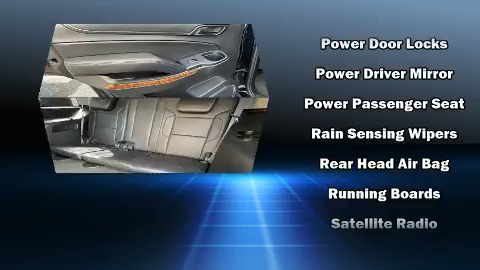 Power Door Locks
Power Driver Mirror
Power Passenger Seat
Rain Sensing Wipers
Rear Head Air Bag
Running Boards
Satellite Radio